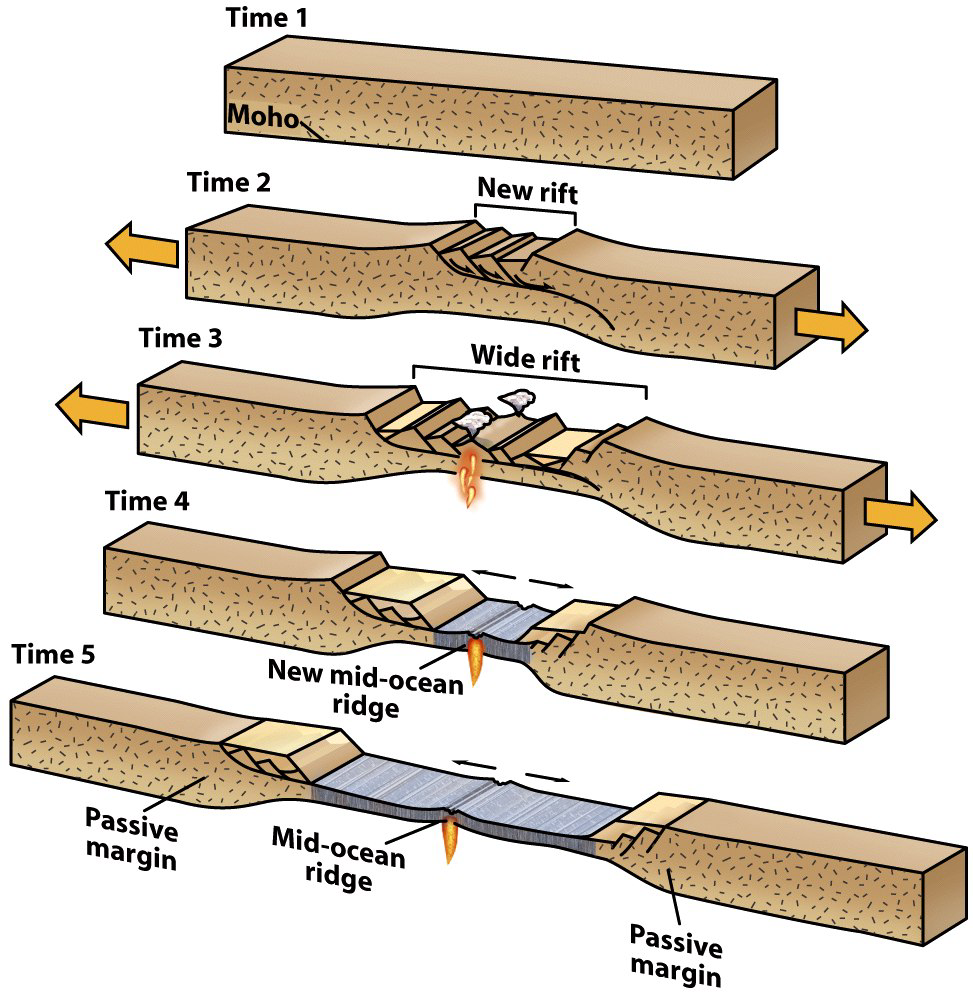 Time 1
Moho
Time 2
New rift
Time 3
Wide rift
Time 4
New mid-ocean
ridge
Time 5
Passive
margin
Mid-ocean
ridge
Passive
margin